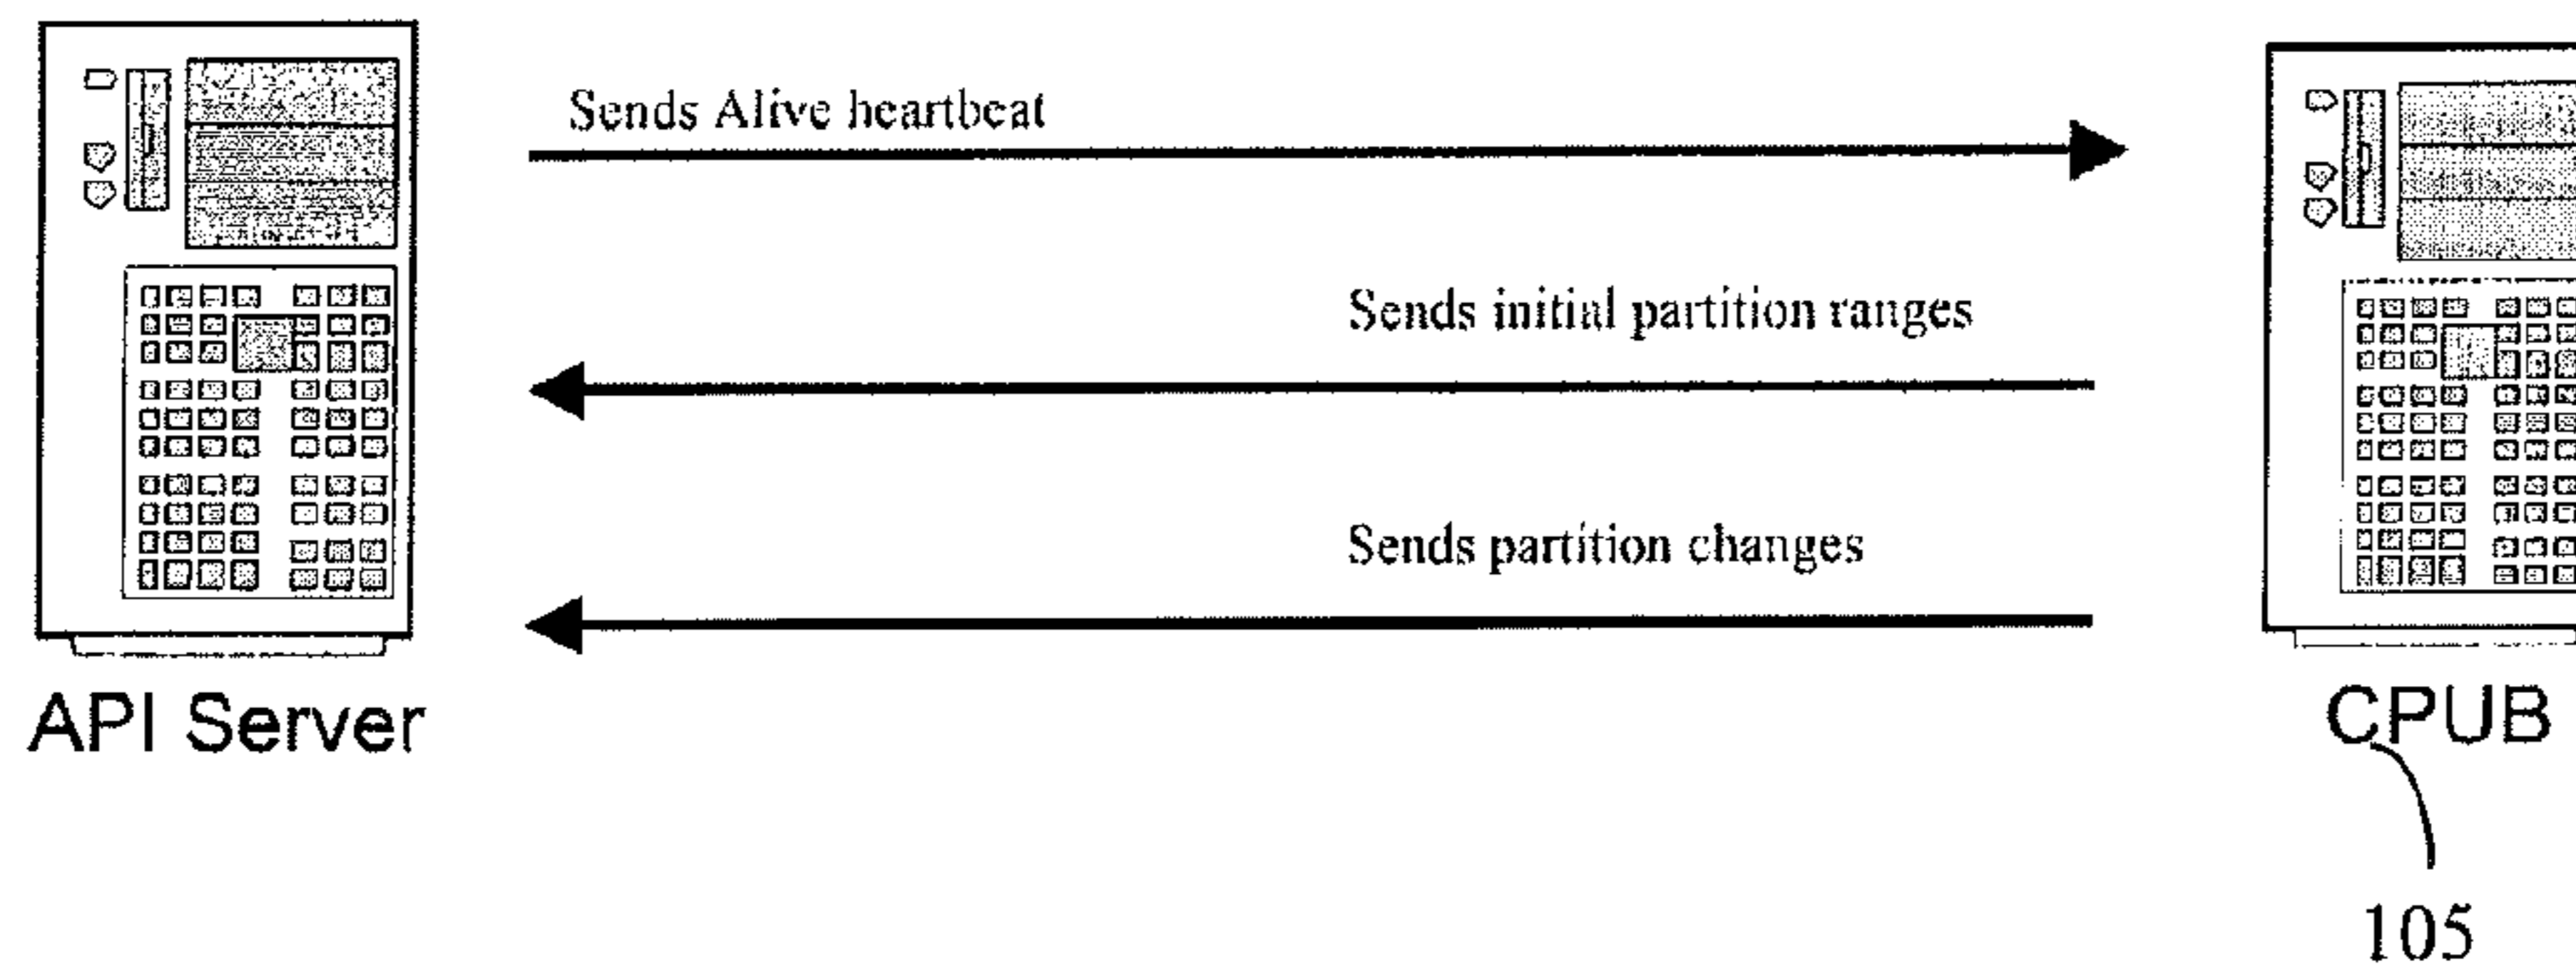 Sends Alive heartbeat
Sends initial partition ranges
Sends partition changes
API Server
CPUB
105